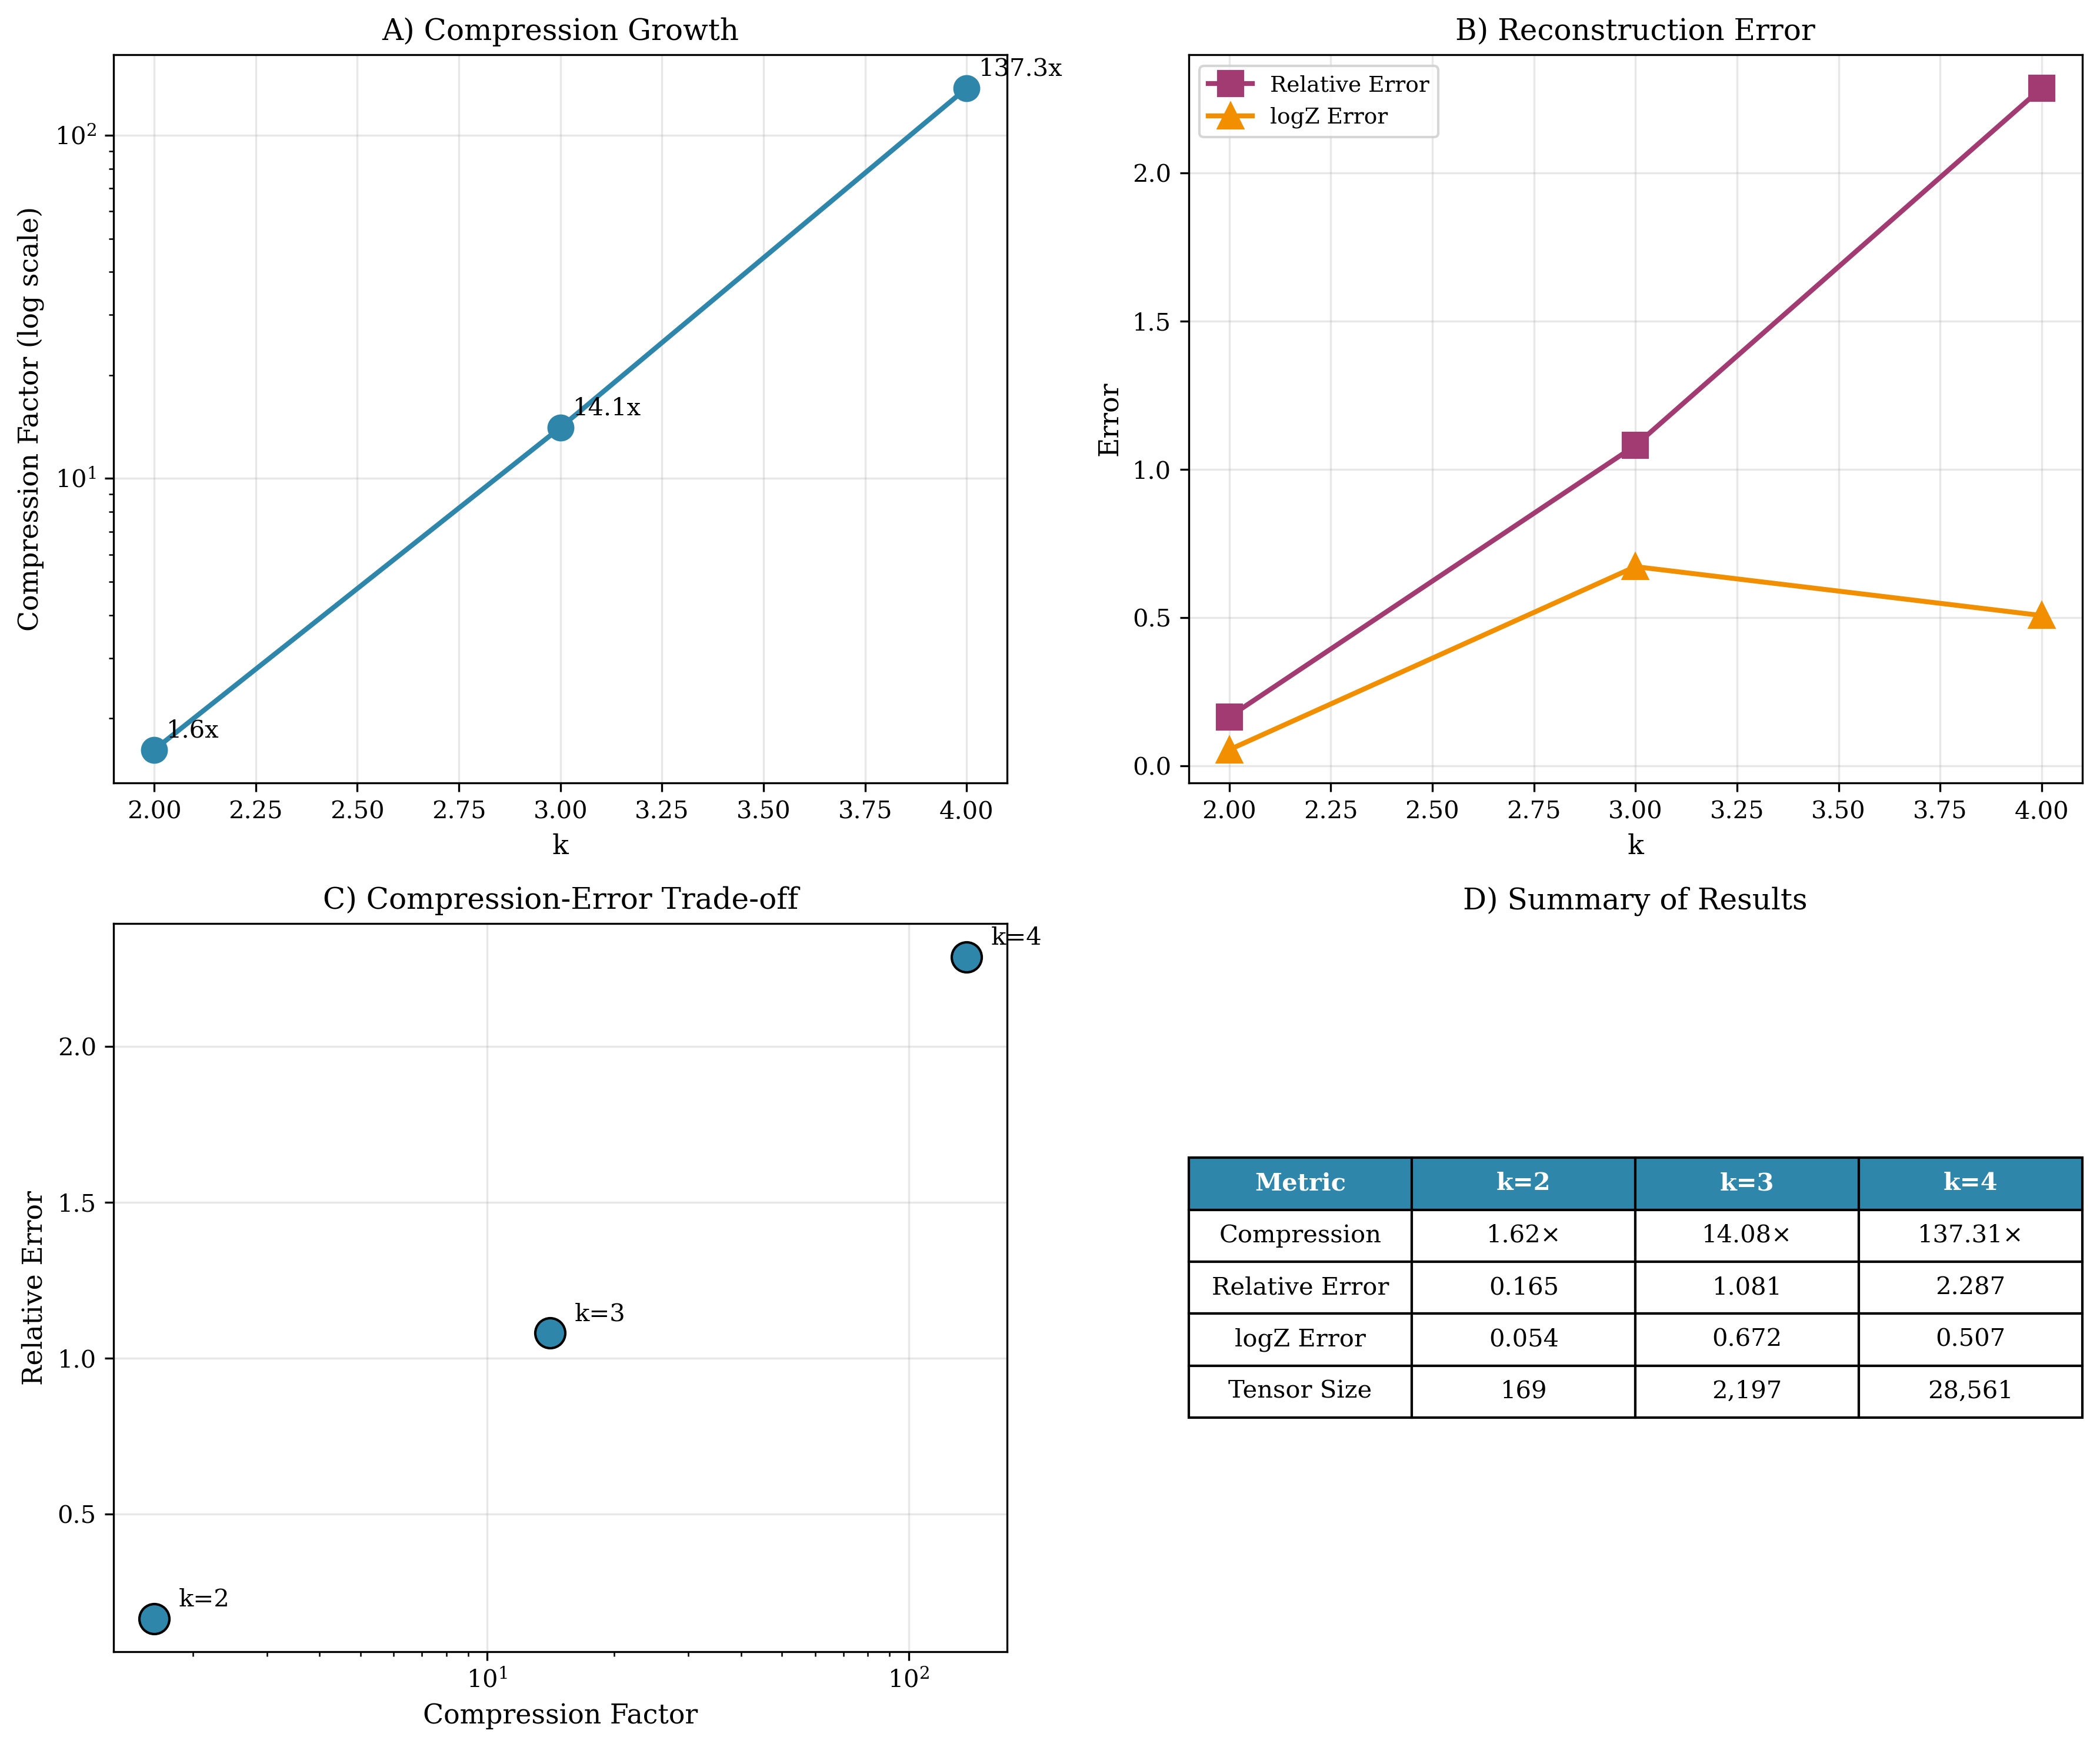 A) Compression Growth
Compression Factor (log scale)
10²
10¹
137.3x
14.1x
1.6x
2.00 2.25 2.50 2.75 3.00 3.25 3.50 3.75 4.00
k
B) Reconstruction Error
Relative Error
logZ Error
Error
2.0
1.5
1.0
0.5
0.0
2.00 2.25 2.50 2.75 3.00 3.25 3.50 3.75 4.00
k
C) Compression-Error Trade-off
Relative Error
2.0
1.5
1.0
0.5
k=4
k=3
k=2
10¹ 10²
Compression Factor
D) Summary of Results
Metric k=2 k=3 k=4
Compression 1.62× 14.08× 137.31×
Relative Error 0.165 1.081 2.287
logZ Error 0.054 0.672 0.507
Tensor Size 169 2,197 28,561